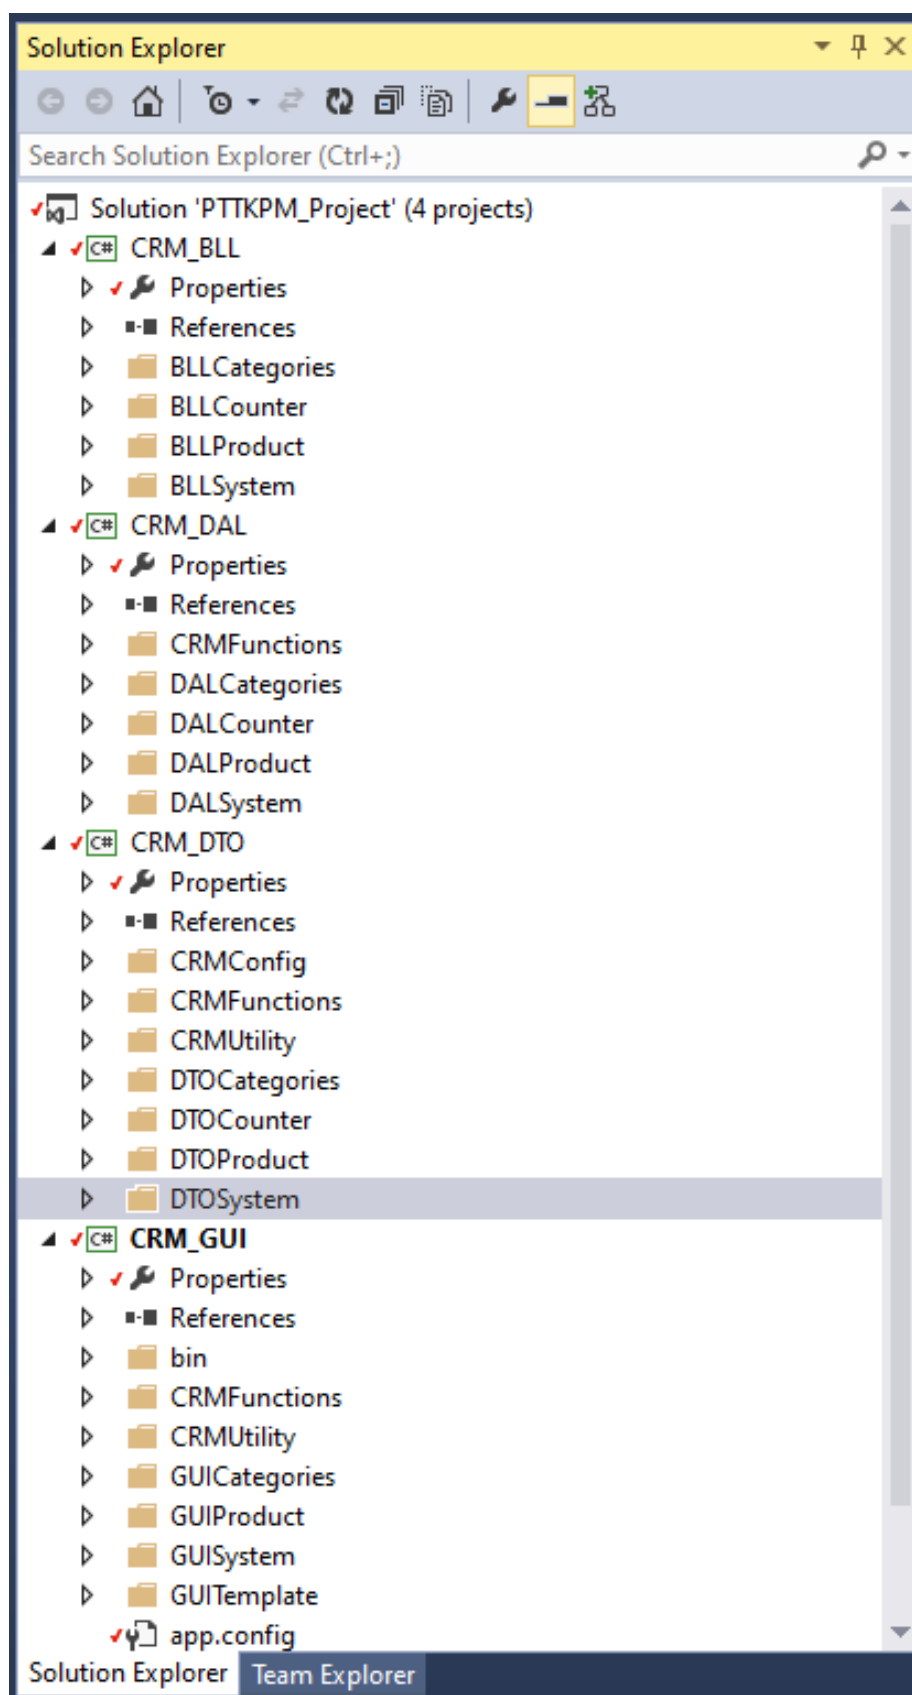 Solution Explorer
Search Solution Explorer (Ctrl+;)
Solution 'PTTKPM_Project' (4 projects)
C# CRM_BLL
Properties
References
BLLCategories
BLLCounter
BLLProduct
BLLSystem
C# CRM_DAL
Properties
References
CRMFunctions
DALCategories
DALCounter
DALProduct
DALSystem
C# CRM_DTO
Properties
References
CRMConfig
CRMFunctions
CRMUtility
DTOCategories
DTOCounter
DTOProduct
DTOSystem
C# CRM_GUI
Properties
References
bin
CRMFunctions
CRMUtility
GUICategories
GUIProduct
GUISystem
GUITemplate
app.config
Solution Explorer Team Explorer